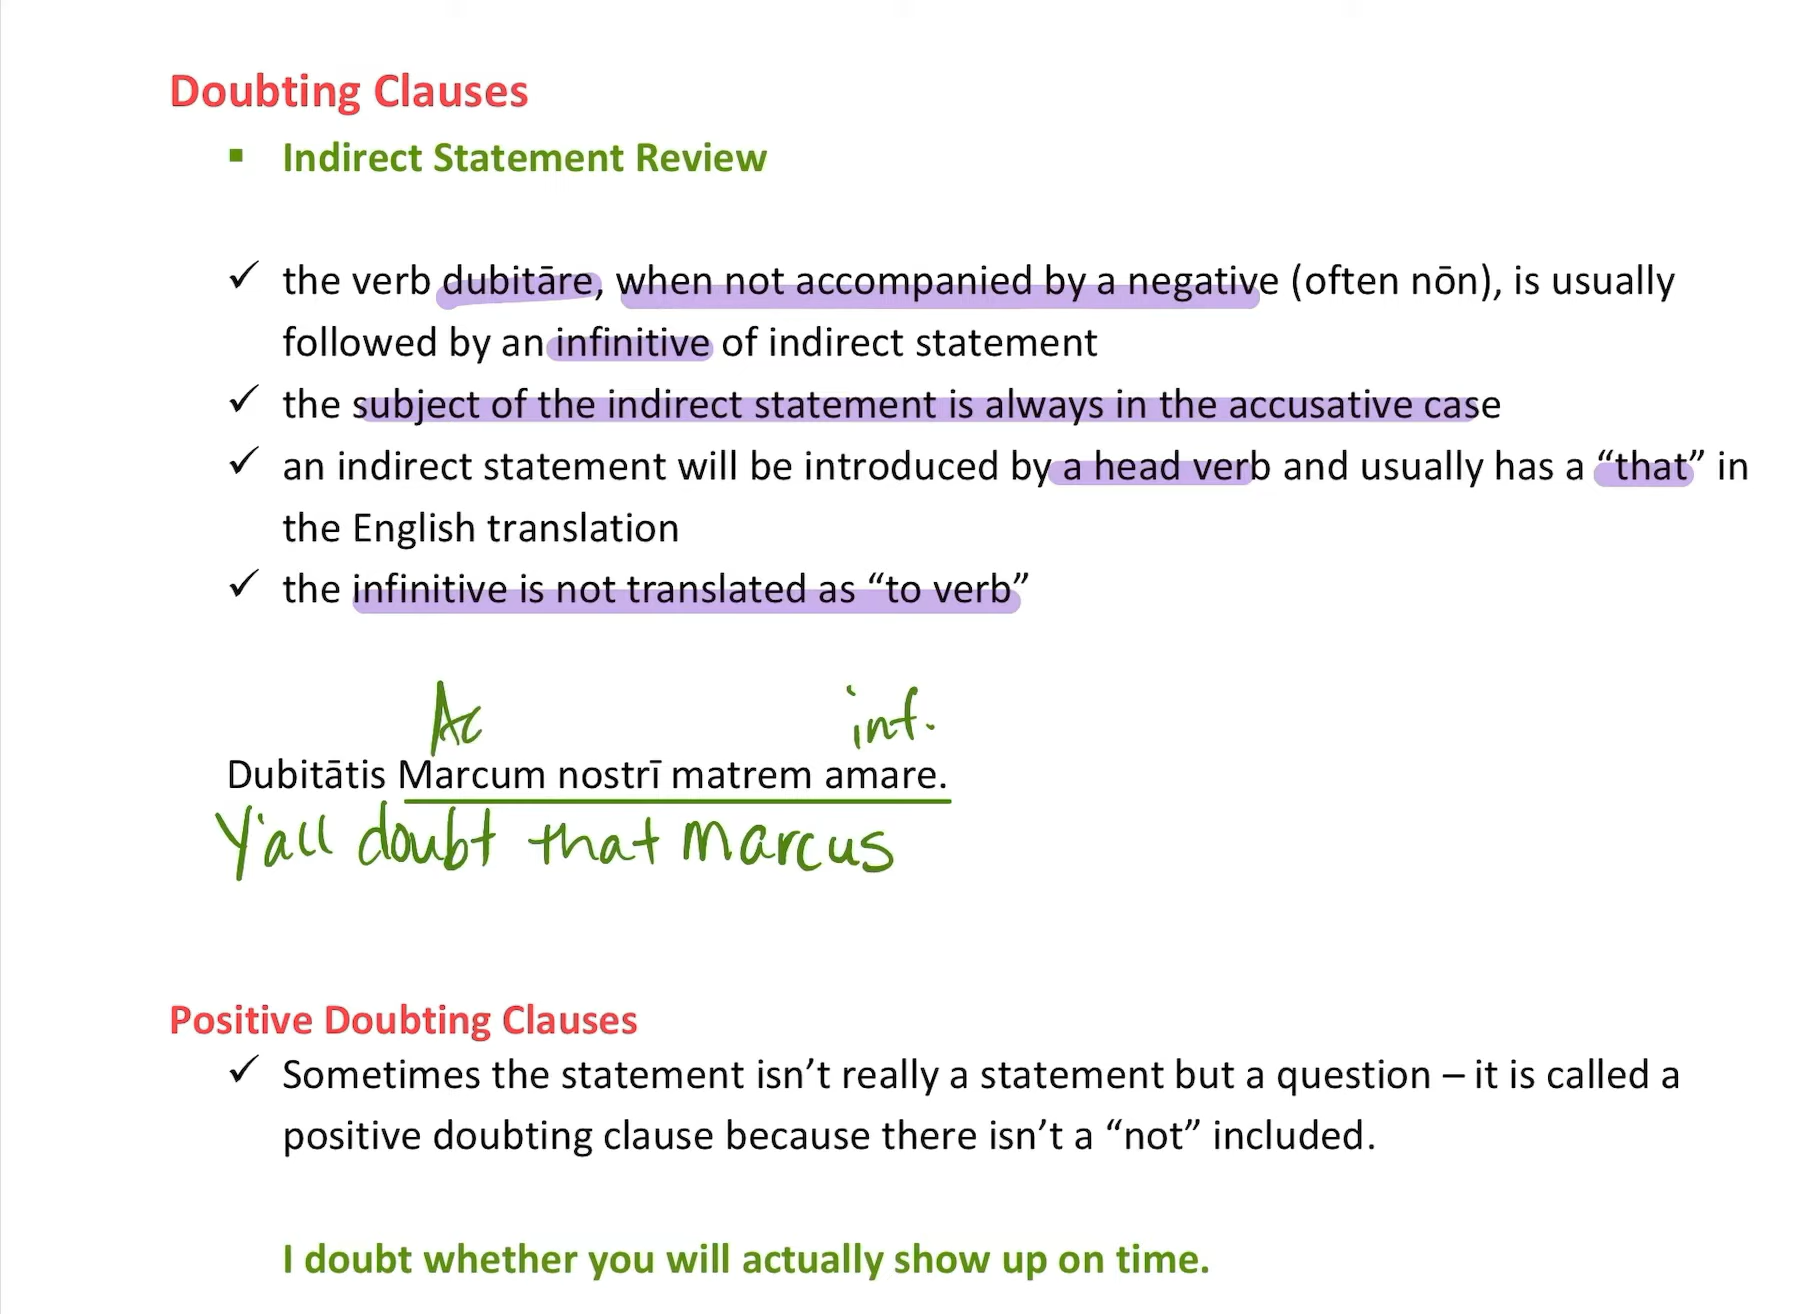 Doubting Clauses
▪ Indirect Statement Review
✓ the verb dubitāre, when not accompanied by a negative (often nōn), is usually
followed by an infinitive of indirect statement
✓ the subject of the indirect statement is always in the accusative case
✓ an indirect statement will be introduced by a head verb and usually has a “that” in
the English translation
✓ the infinitive is not translated as “to verb”
Ac inf.
Dubitātis Marcum nostrī matrem amare.
Y'all doubt that Marcus
Positive Doubting Clauses
✓ Sometimes the statement isn’t really a statement but a question – it is called a
positive doubting clause because there isn’t a “not” included.
I doubt whether you will actually show up on time.